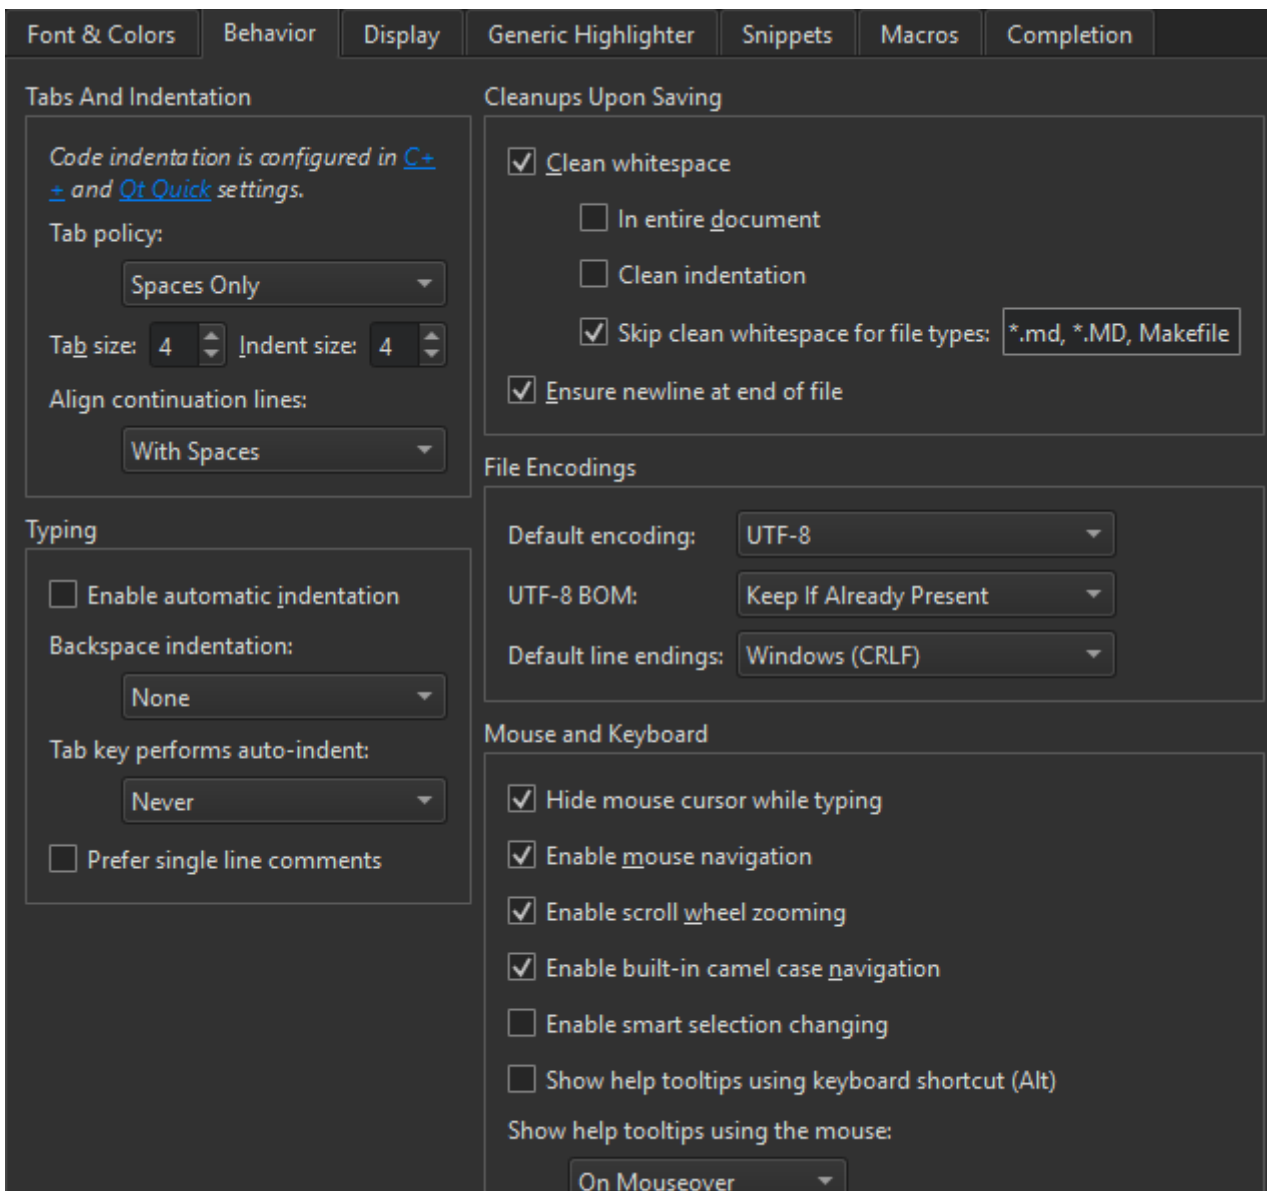 Font & Colors
Behavior
Display
Generic Highlighter
Snippets
Macros
Completion
Tabs And Indentation
Code indentation is configured in C+
+ and Qt Quick settings.
Tab policy:
Spaces Only
Tab size: 4 Indent size: 4
Align continuation lines:
With Spaces
Typing
Enable automatic indentation
Backspace indentation:
None
Tab key performs auto-indent:
Never
Prefer single line comments
Cleanups Upon Saving
Clean whitespace
In entire document
Clean indentation
Skip clean whitespace for file types: *.md, *.MD, Makefile
Ensure newline at end of file
File Encodings
Default encoding: UTF-8
UTF-8 BOM: Keep If Already Present
Default line endings: Windows (CRLF)
Mouse and Keyboard
Hide mouse cursor while typing
Enable mouse navigation
Enable scroll wheel zooming
Enable built-in camel case navigation
Enable smart selection changing
Show help tooltips using keyboard shortcut (Alt)
Show help tooltips using the mouse:
On Mouseover